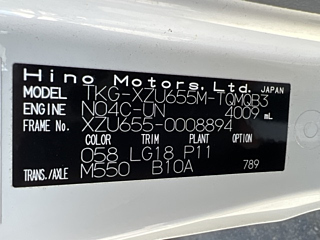 Hino Motors, Ltd. JAPAN
MODEL TKG-XZU655M-TQMQB3
ENGINE N04C-UN 4009 mL
FRAME No. XZU655-0008894
COLOR TRIM PLANT OPTION
058 LG18 P11
TRANS./AXLE M550 B10A 789